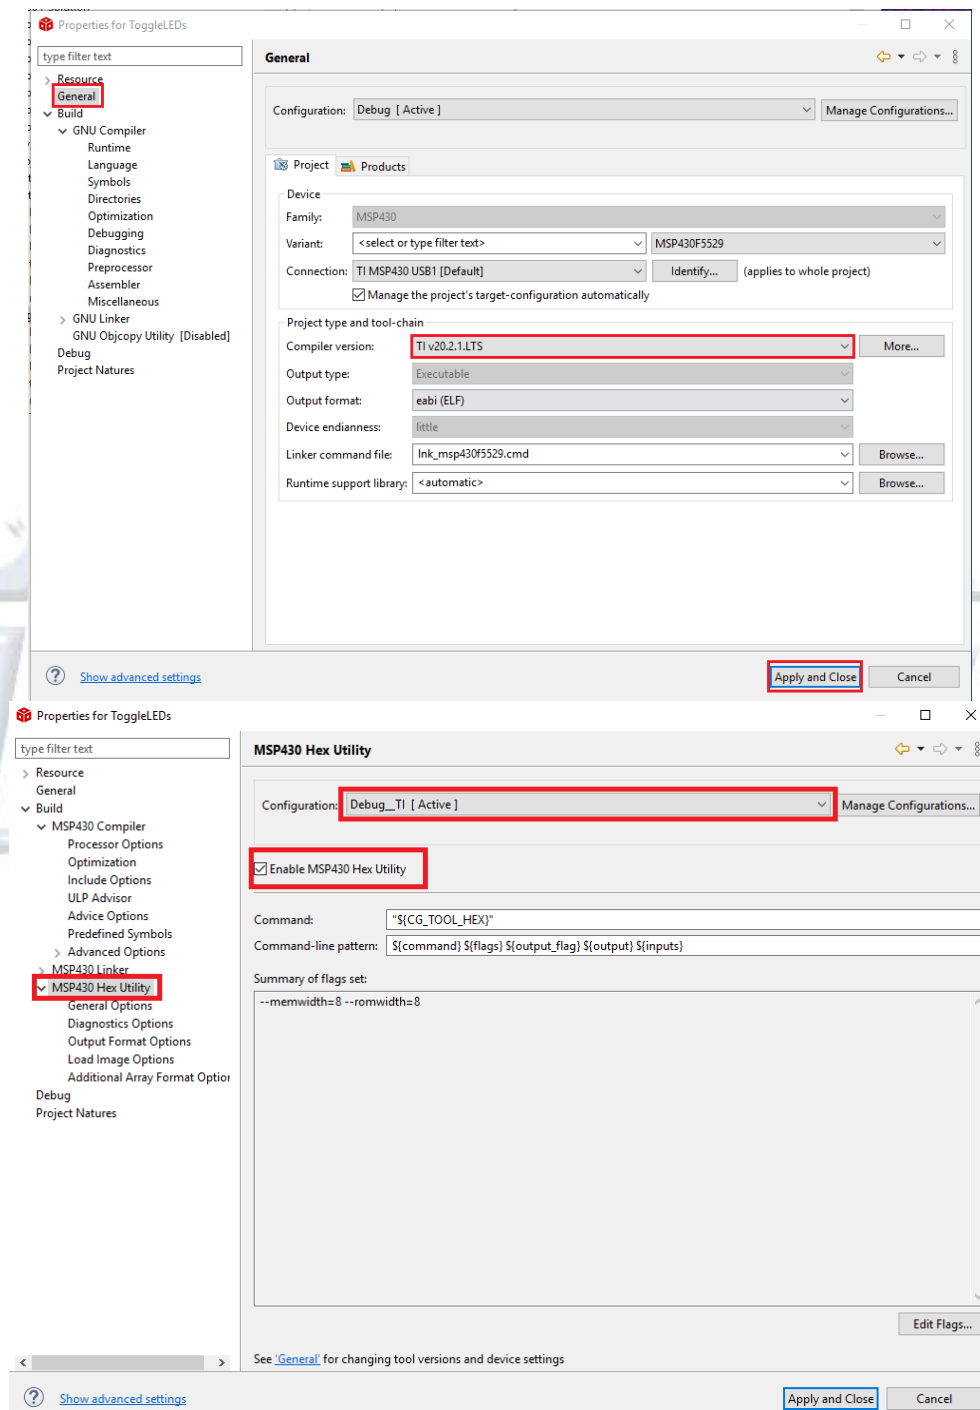 Properties for ToggleLEDs
type filter text
General
Resource
General
Build
GNU Compiler
Runtime
Language
Symbols
Directories
Optimization
Debugging
Diagnostics
Preprocessor
Assembler
Miscellaneous
GNU Linker
GNU Objcopy Utility [Disabled]
Debug
Project Natures
Configuration: Debug [ Active ] Manage Configurations...
Project Products
Device
Family: MSP430
Variant: <select or type filter text> MSP430F5529
Connection: TI MSP430 USB1 [Default] Identify... (applies to whole project)
Manage the project's target-configuration automatically
Project type and tool-chain
Compiler version: TI v20.2.1.LTS More...
Output type: Executable
Output format: eabi (ELF)
Device endianness: little
Linker command file: lnk_msp430f5529.cmd Browse...
Runtime support library: <automatic> Browse...
? Show advanced settings Apply and Close Cancel
Properties for ToggleLEDs
type filter text
MSP430 Hex Utility
Resource
General
Build
MSP430 Compiler
Processor Options
Optimization
Include Options
ULP Advisor
Advice Options
Predefined Symbols
Advanced Options
MSP430 Linker
MSP430 Hex Utility
General Options
Diagnostics Options
Output Format Options
Load Image Options
Additional Array Format Option
Debug
Project Natures
Configuration: Debug__TI [ Active ] Manage Configurations...
Enable MSP430 Hex Utility
Command: "${CG_TOOL_HEX}"
Command-line pattern: ${command} ${flags} ${output_flag} ${output} ${inputs}
Summary of flags set:
--memwidth=8 --romwidth=8
Edit Flags...
See 'General' for changing tool versions and device settings
? Show advanced settings Apply and Close Cancel